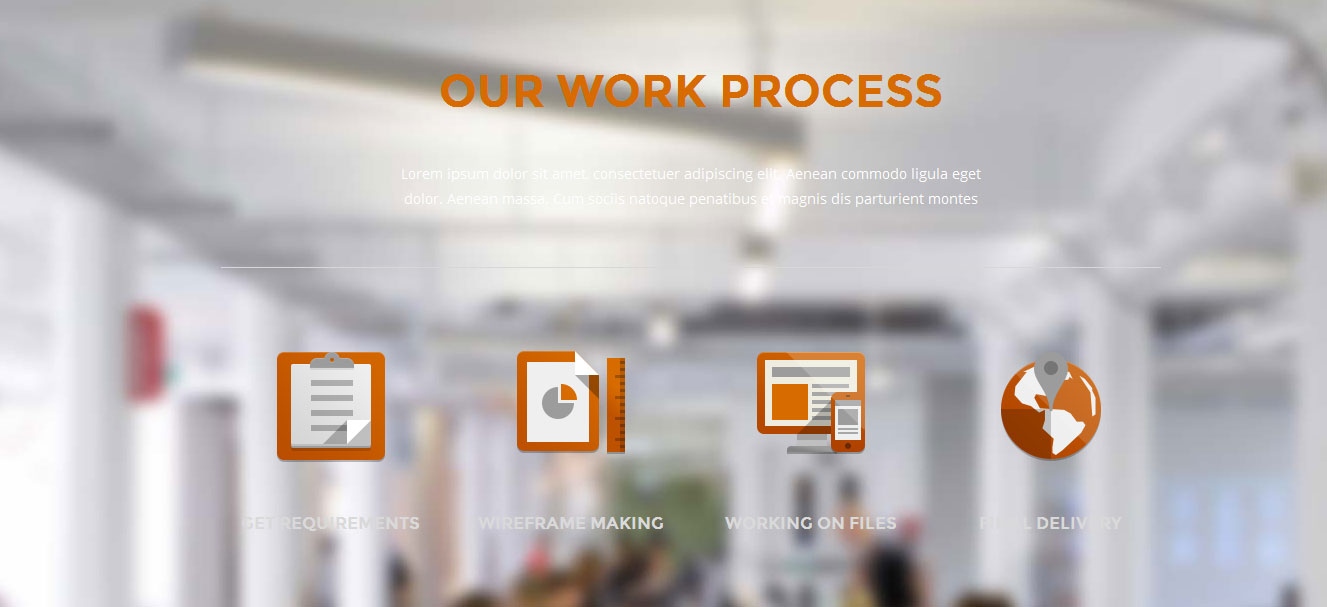 OUR WORK PROCESS
Lorem ipsum dolor sit amet, consectetuer adipiscing elit. Aenean commodo ligula eget
dolor. Aenean massa. Cum sociis natoque penatibus et magnis dis parturient montes
GET REQUIREMENTS
WIREFRAME MAKING
WORKING ON FILES
FINAL DELIVERY